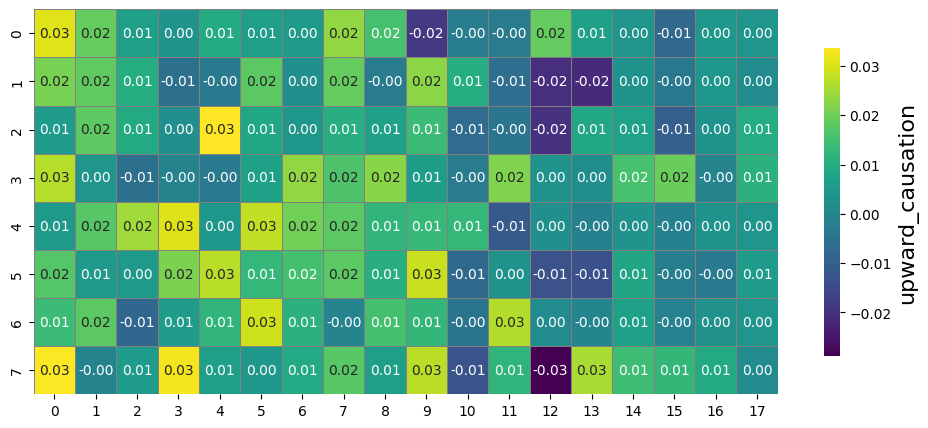 0 0.03 0.02 0.01 0.00 0.01 0.01 0.00 0.02 0.02 -0.02 -0.00 -0.00 0.02 0.01 0.00 -0.01 0.00 0.00
1 0.02 0.02 0.01 -0.01 -0.00 0.02 0.00 0.02 -0.00 0.02 0.01 -0.01 -0.02 -0.02 0.00 -0.00 0.00 0.00
2 0.01 0.02 0.01 0.00 0.03 0.01 0.00 0.01 0.01 0.01 -0.01 -0.00 -0.02 0.01 0.01 -0.01 0.00 0.01
3 0.03 0.00 -0.01 -0.00 -0.00 0.01 0.02 0.02 0.02 0.01 -0.00 0.02 0.00 0.00 0.02 0.02 -0.00 0.01
4 0.01 0.02 0.02 0.03 0.00 0.03 0.02 0.02 0.01 0.01 0.01 -0.01 0.00 -0.00 0.00 -0.00 0.00 0.00
5 0.02 0.01 0.00 0.02 0.03 0.01 0.02 0.02 0.01 0.03 -0.01 0.00 -0.01 -0.01 0.01 -0.00 -0.00 0.01
6 0.01 0.02 -0.01 0.01 0.01 0.03 0.01 -0.00 0.01 0.01 -0.00 0.03 0.00 -0.00 0.01 -0.00 0.00 0.00
7 0.03 -0.00 0.01 0.03 0.01 0.00 0.01 0.02 0.01 0.03 -0.01 0.01 -0.03 0.03 0.01 0.01 0.01 0.00
0 1 2 3 4 5 6 7 8 9 10 11 12 13 14 15 16 17
0.03
0.02
0.01
0.00
−0.01
−0.02
upward_causation